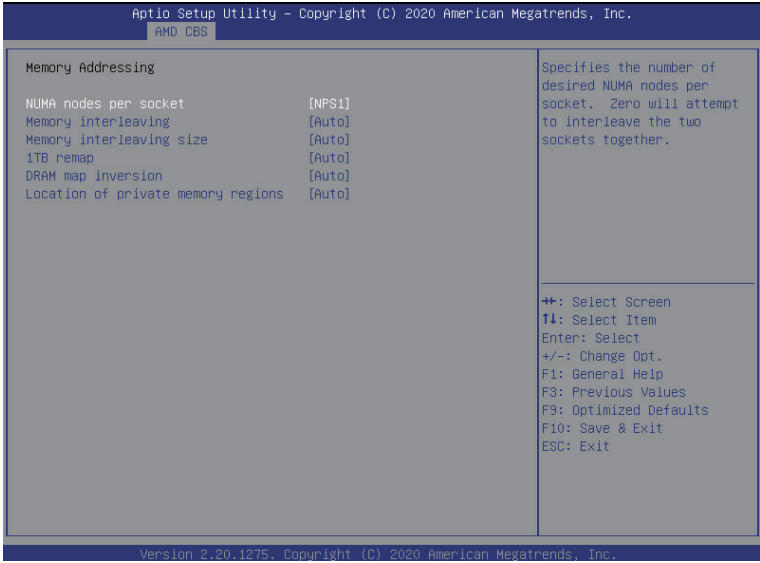 Aptio Setup Utility – Copyright (C) 2020 American Megatrends, Inc.
AMD CBS
Memory Addressing
NUMA nodes per socket [NPS1]
Memory interleaving [Auto]
Memory interleaving size [Auto]
1TB remap [Auto]
DRAM map inversion [Auto]
Location of private memory regions [Auto]
Specifies the number of
desired NUMA nodes per
socket. Zero will attempt
to interleave the two
sockets together.
→←: Select Screen
↑↓: Select Item
Enter: Select
+/-: Change Opt.
F1: General Help
F3: Previous Values
F9: Optimized Defaults
F10: Save & Exit
ESC: Exit
Version 2.20.1275. Copyright (C) 2020 American Megatrends, Inc.